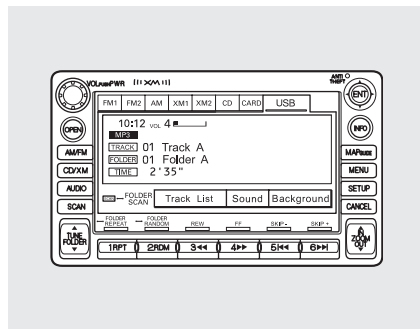 VOL PUSH PWR ((XM)) ANTI THEFT
FM1 FM2 AM XM1 XM2 CD CARD USB
ENT
OPEN
INFO
10:12 VOL 4
MP3
TRACK 01 Track A
FOLDER 01 Folder A
TIME 2'35"
AM/FM
CD/XM
AUDIO
SCAN
MAP GUIDE
MENU
SETUP
CANCEL
FOLDER SCAN Track List Sound Background
FOLDER REPEAT FOLDER RANDOM REW FF SKIP - SKIP +
TUNE FOLDER
1RPT 2RDM 3 4 5 6
IN ZOOM OUT